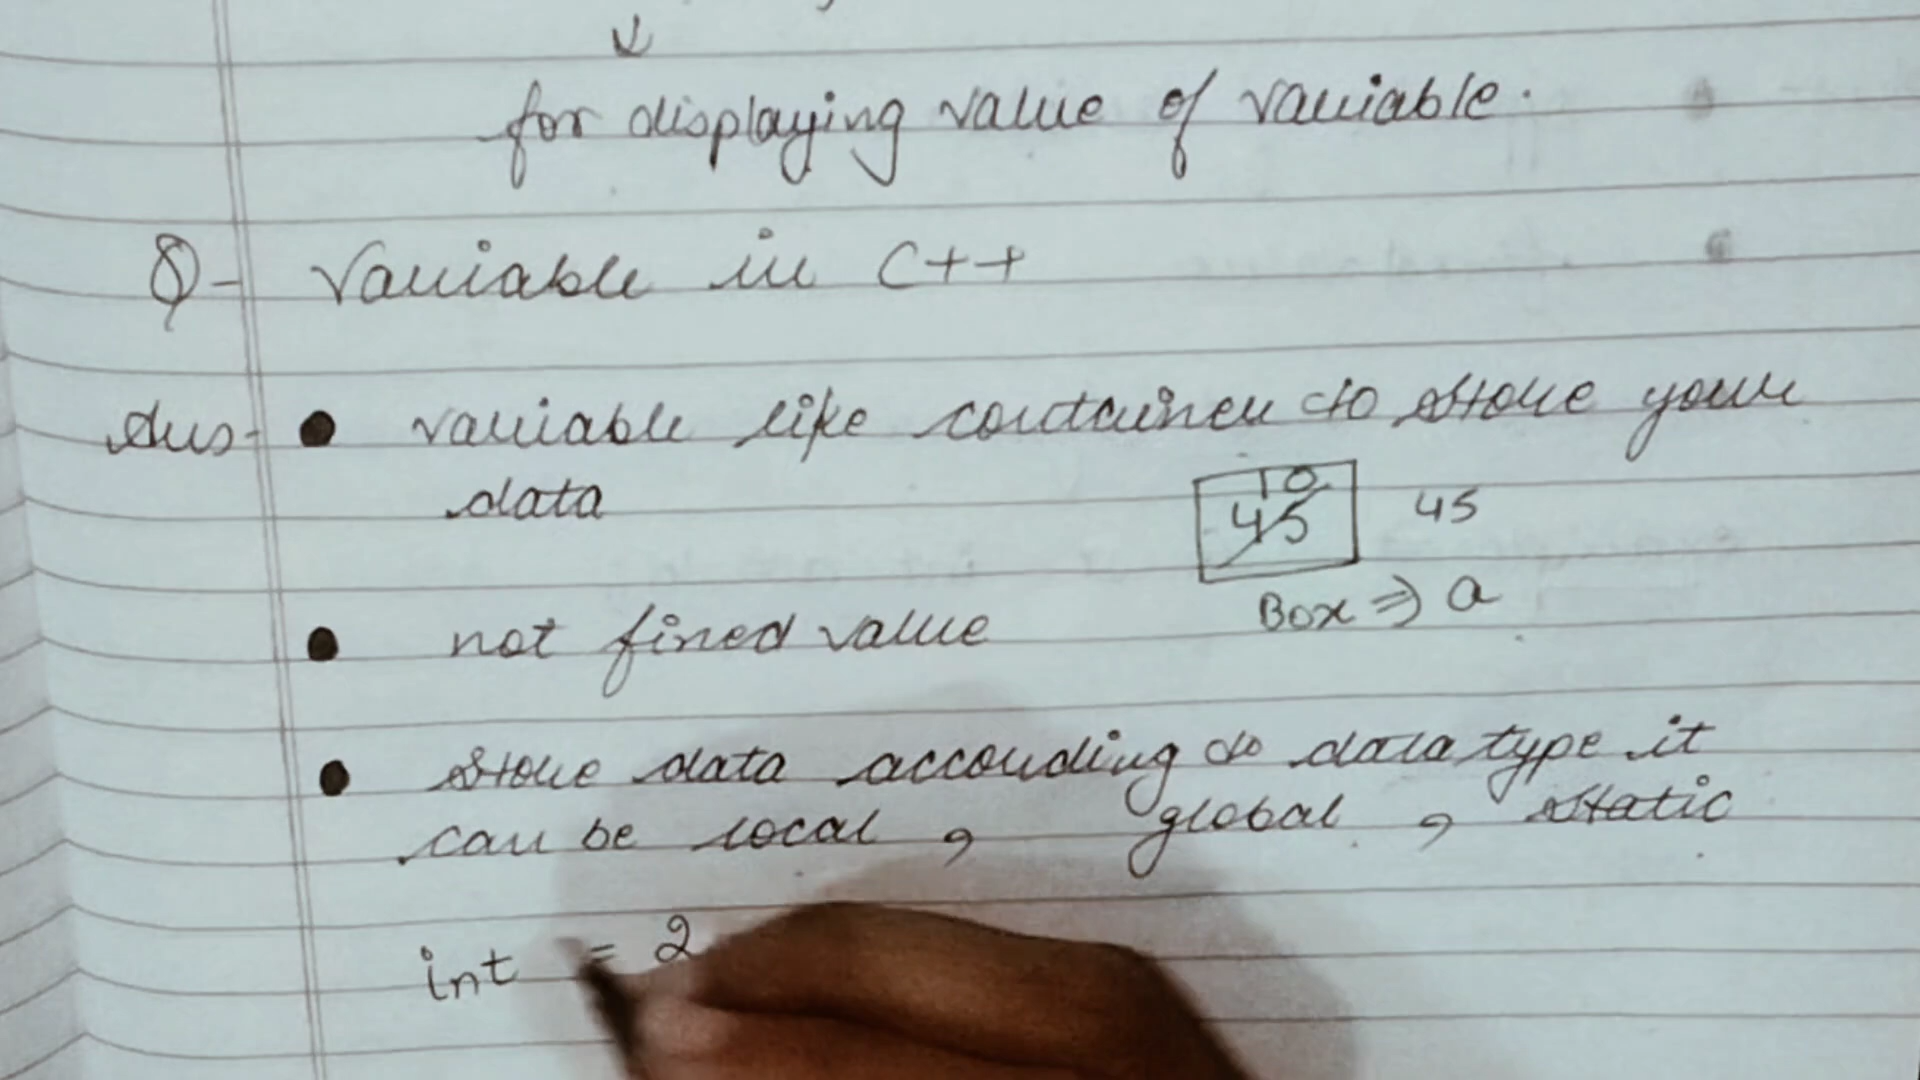 for displaying value of variable.
Q- Variable in C++
Ans- • variable like container to store your
data
10
45
45
Box ⇒ a
• not fined value
• store data according to data type it
can be local , global , static
int = 2